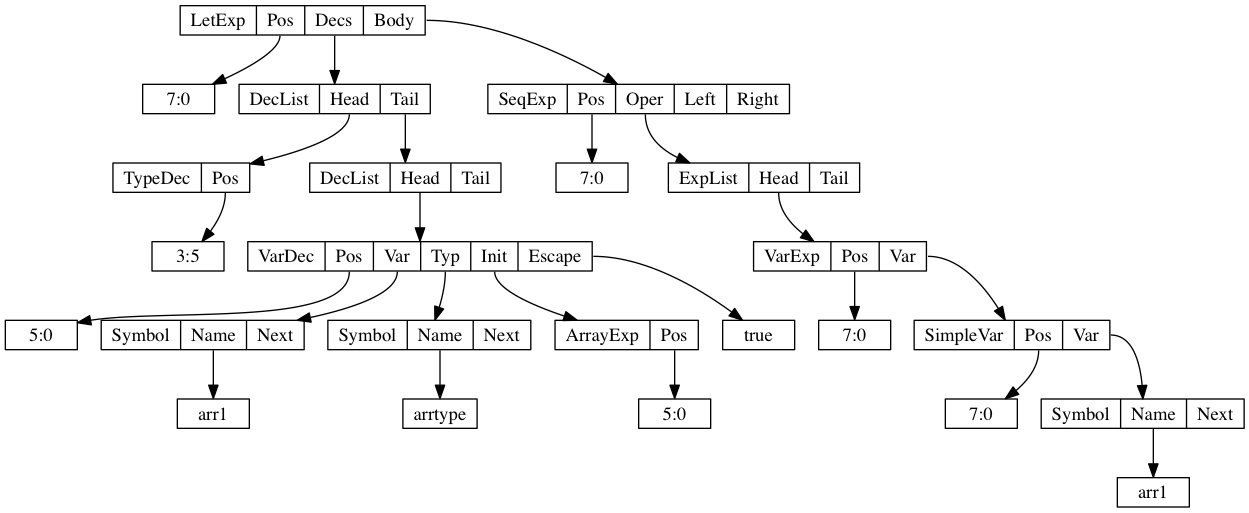 LetExp Pos Decs Body
7:0 DecList Head Tail SeqExp Pos Oper Left Right
TypeDec Pos DecList Head Tail 7:0 ExpList Head Tail
3:5 VarDec Pos Var Typ Init Escape VarExp Pos Var
5:0 Symbol Name Next Symbol Name Next ArrayExp Pos true 7:0 SimpleVar Pos Var
arr1 arrtype 5:0 7:0 Symbol Name Next
arr1